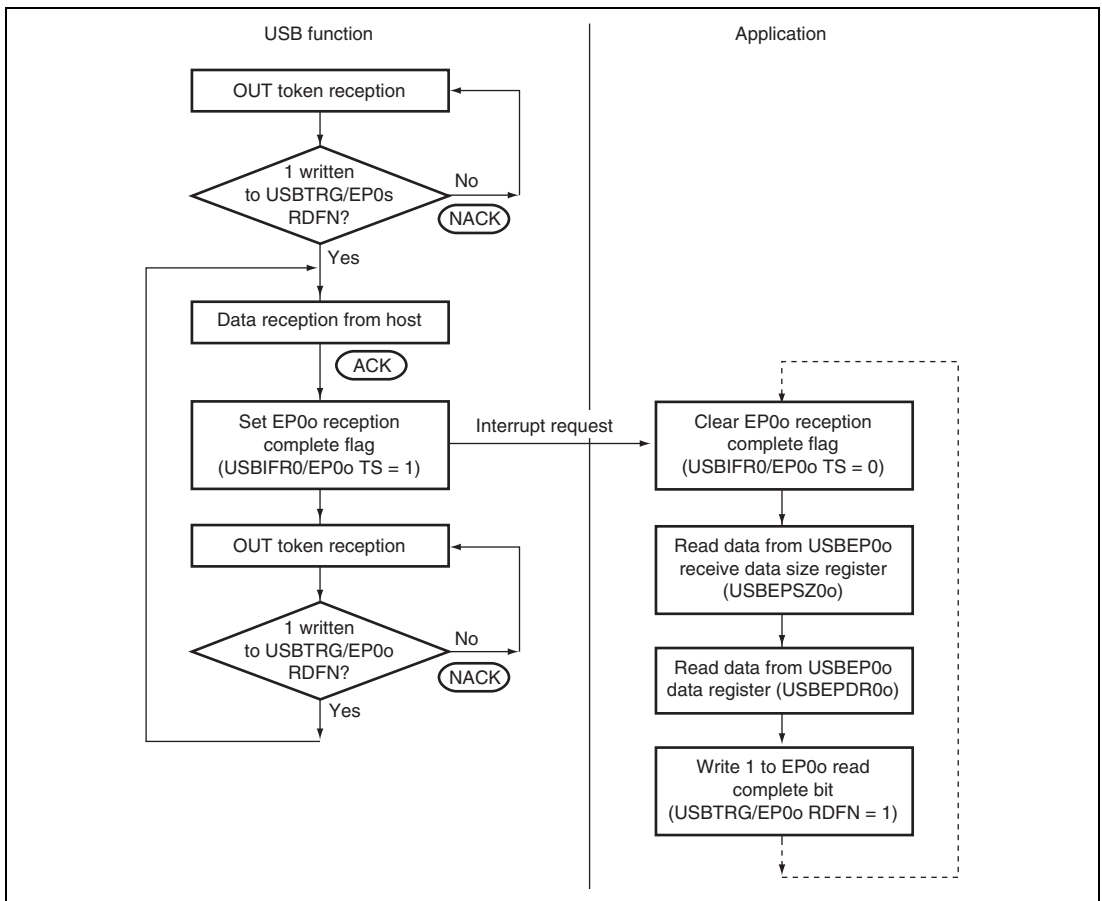 USB function
Application
OUT token reception
1 written
to USBTRG/EP0s
RDFN?
No
NACK
Yes
Data reception from host
ACK
Set EP0o reception
complete flag
(USBIFR0/EP0o TS = 1)
Interrupt request
Clear EP0o reception
complete flag
(USBIFR0/EP0o TS = 0)
OUT token reception
Read data from USBEP0o
receive data size register
(USBEPSZ0o)
1 written
to USBTRG/EP0o
RDFN?
No
NACK
Yes
Read data from USBEP0o
data register (USBEPDR0o)
Write 1 to EP0o read
complete bit
(USBTRG/EP0o RDFN = 1)